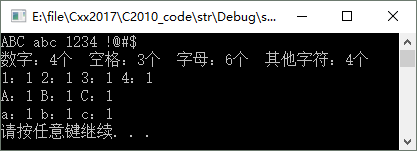 E:\file\Cxx2017\C2010_code\str\Debug\s...
ABC abc 1234 !@#$
数字：4个  空格：3个  字母：6个  其他字符：4个
1：1 2：1 3：1 4：1
A：1 B：1 C：1
a：1 b：1 c：1
请按任意键继续. . .